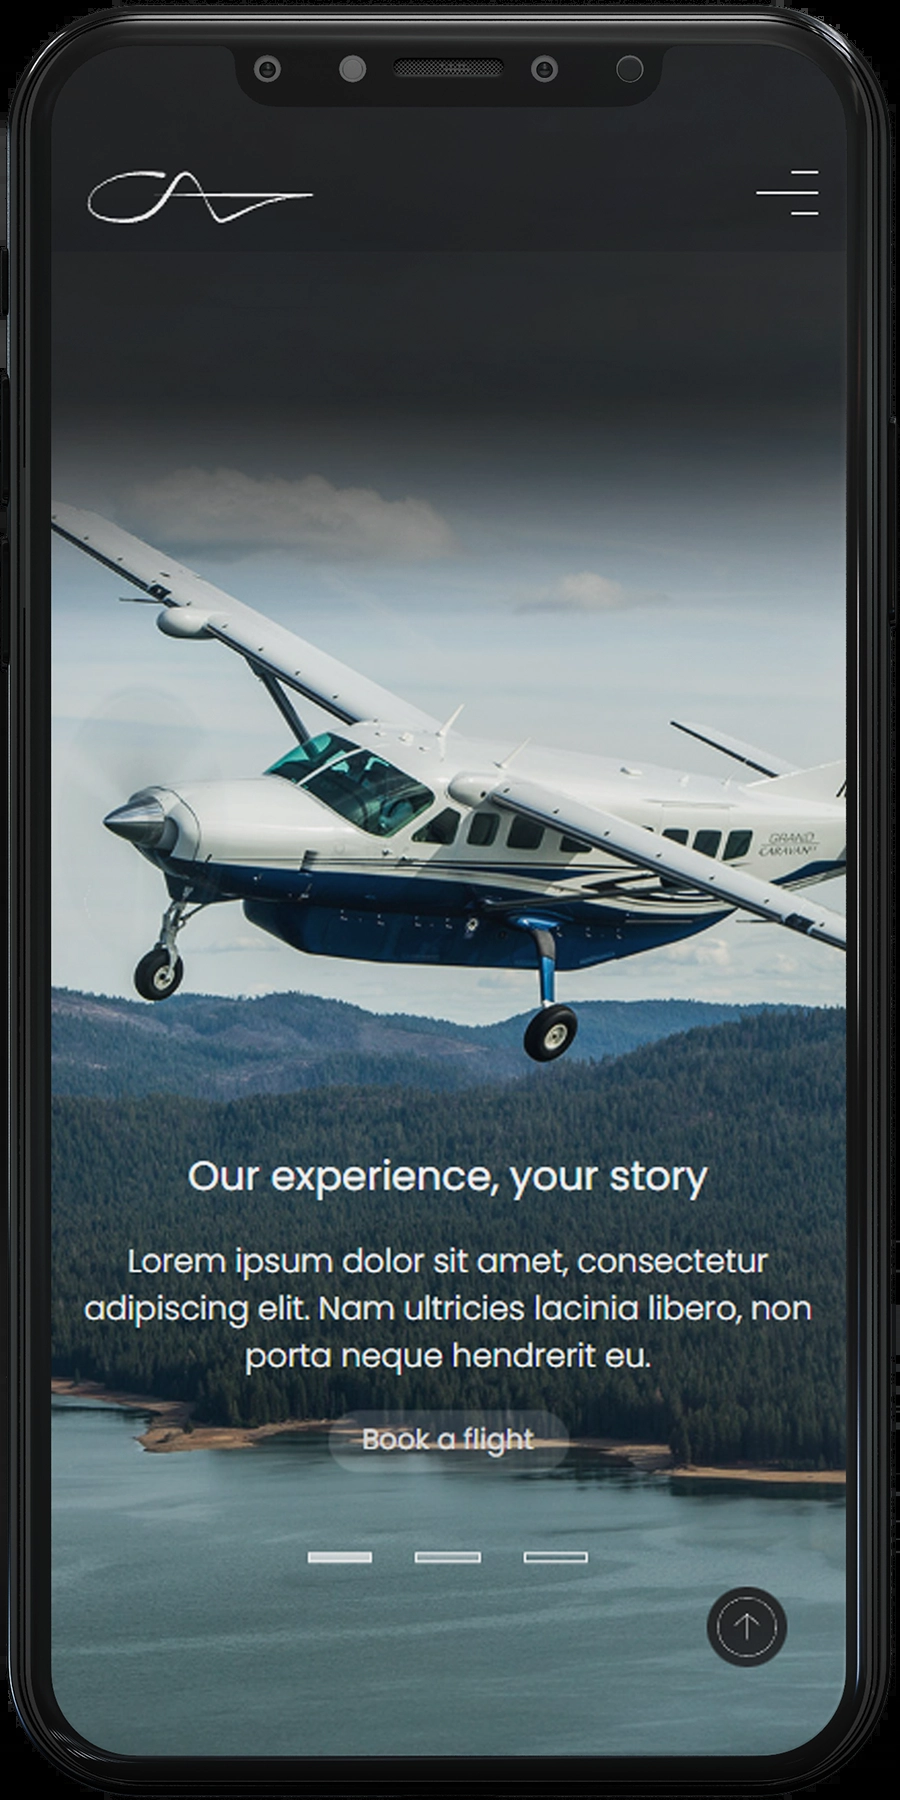 GRAND
CARAVAN
Our experience, your story
Lorem ipsum dolor sit amet, consectetur
adipiscing elit. Nam ultricies lacinia libero, non
porta neque hendrerit eu.
Book a flight